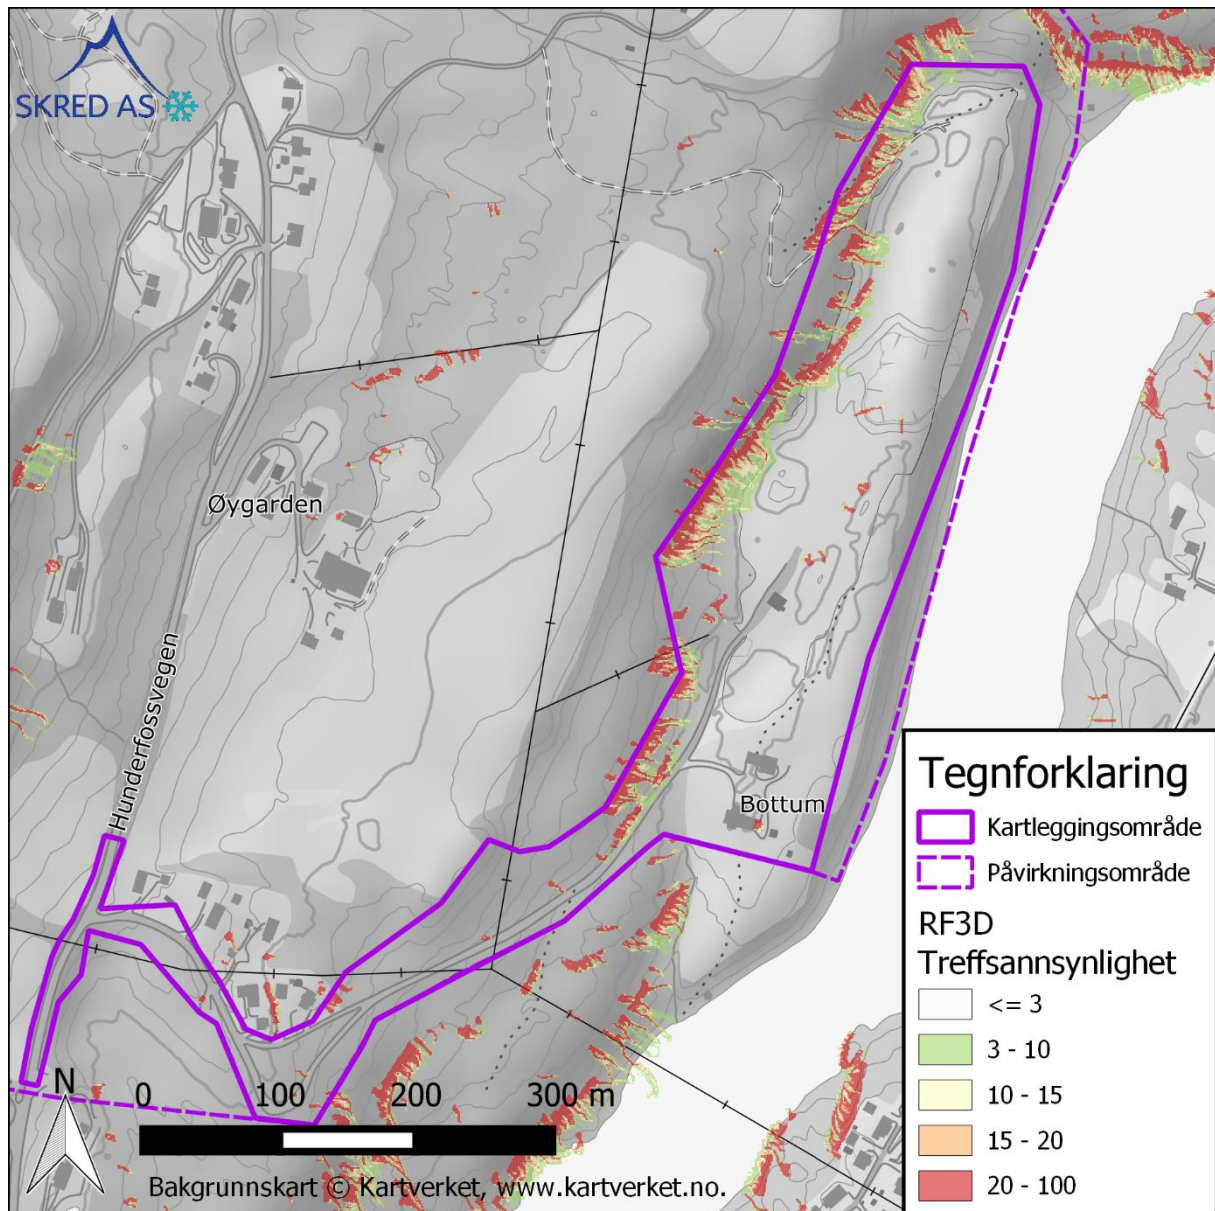 SKRED AS
Øygarden
Hunderfossvegen
Bottum
N
0 100 200 300 m
Bakgrunnskart © Kartverket, www.kartverket.no.
Tegnforklaring
Kartleggingsområde
Påvirkningsområde
RF3D
Treffsannsynlighet
<= 3
3 - 10
10 - 15
15 - 20
20 - 100